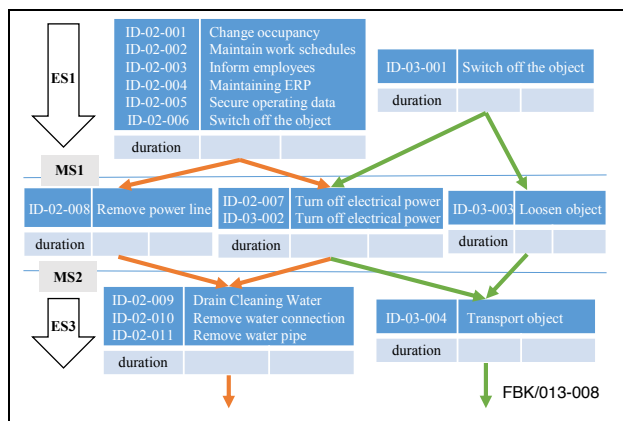 ES1
ID-02-001 Change occupancy
ID-02-002 Maintain work schedules
ID-02-003 Inform employees
ID-02-004 Maintaining ERP
ID-02-005 Secure operating data
ID-02-006 Switch off the object
duration
ID-03-001 Switch off the object
duration
MS1
ID-02-008 Remove power line
duration
ID-02-007 Turn off electrical power
ID-03-002 Turn off electrical power
duration
ID-03-003 Loosen object
duration
MS2
ES3
ID-02-009 Drain Cleaning Water
ID-02-010 Remove water connection
ID-02-011 Remove water pipe
duration
ID-03-004 Transport object
duration
FBK/013-008